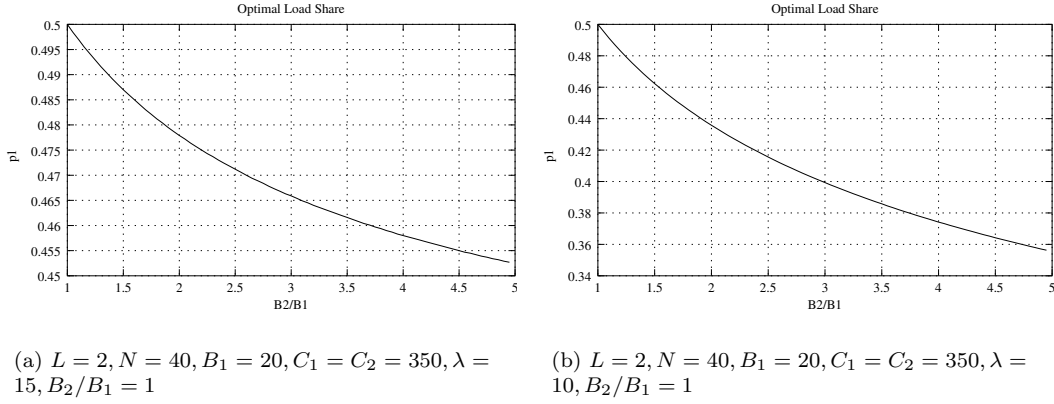 Optimal Load Share
0.5
0.495
0.49
0.485
0.48
0.475
0.47
0.465
0.46
0.455
0.45
p1
1 1.5 2 2.5 3 3.5 4 4.5 5
B2/B1
(a) L = 2, N = 40, B₁ = 20, C₁ = C₂ = 350, λ =
15, B₂/B₁ = 1
Optimal Load Share
0.5
0.48
0.46
0.44
0.42
0.4
0.38
0.36
0.34
p1
1 1.5 2 2.5 3 3.5 4 4.5 5
B2/B1
(b) L = 2, N = 40, B₁ = 20, C₁ = C₂ = 350, λ =
10, B₂/B₁ = 1